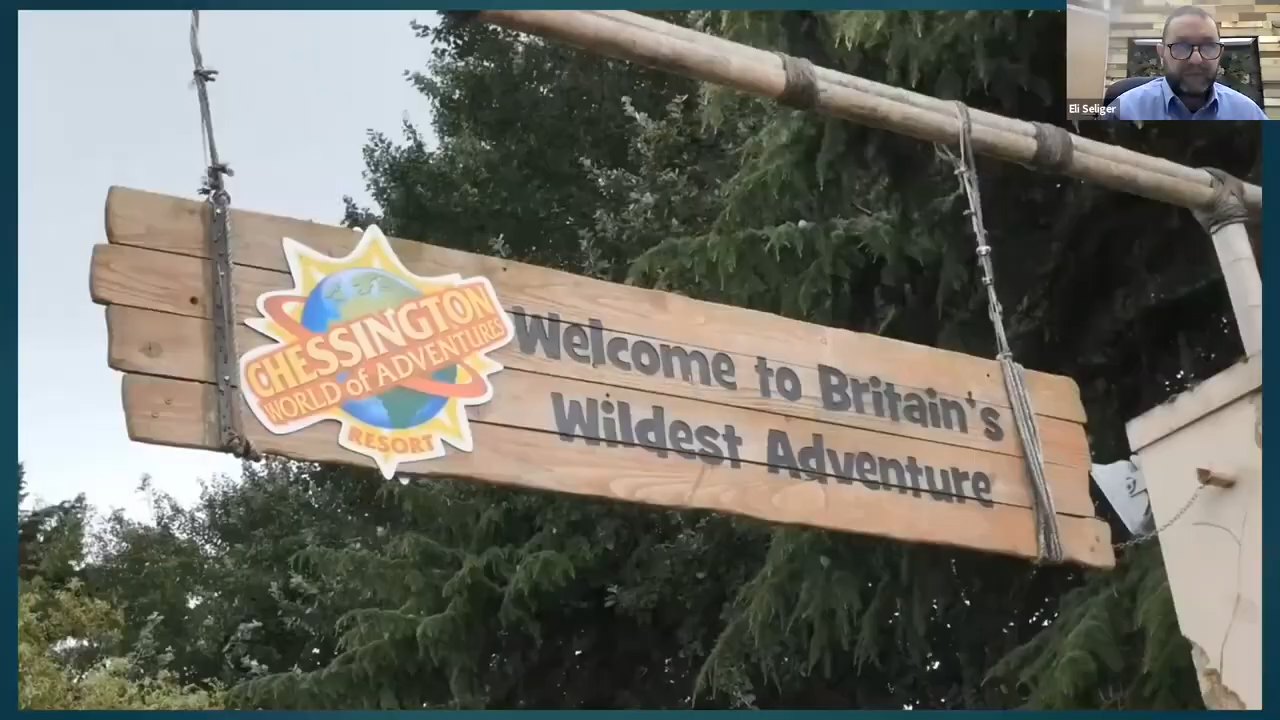 Eli Seliger
CHESSINGTON
WORLD OF ADVENTURES
RESORT
Welcome to Britain's
Wildest Adventure